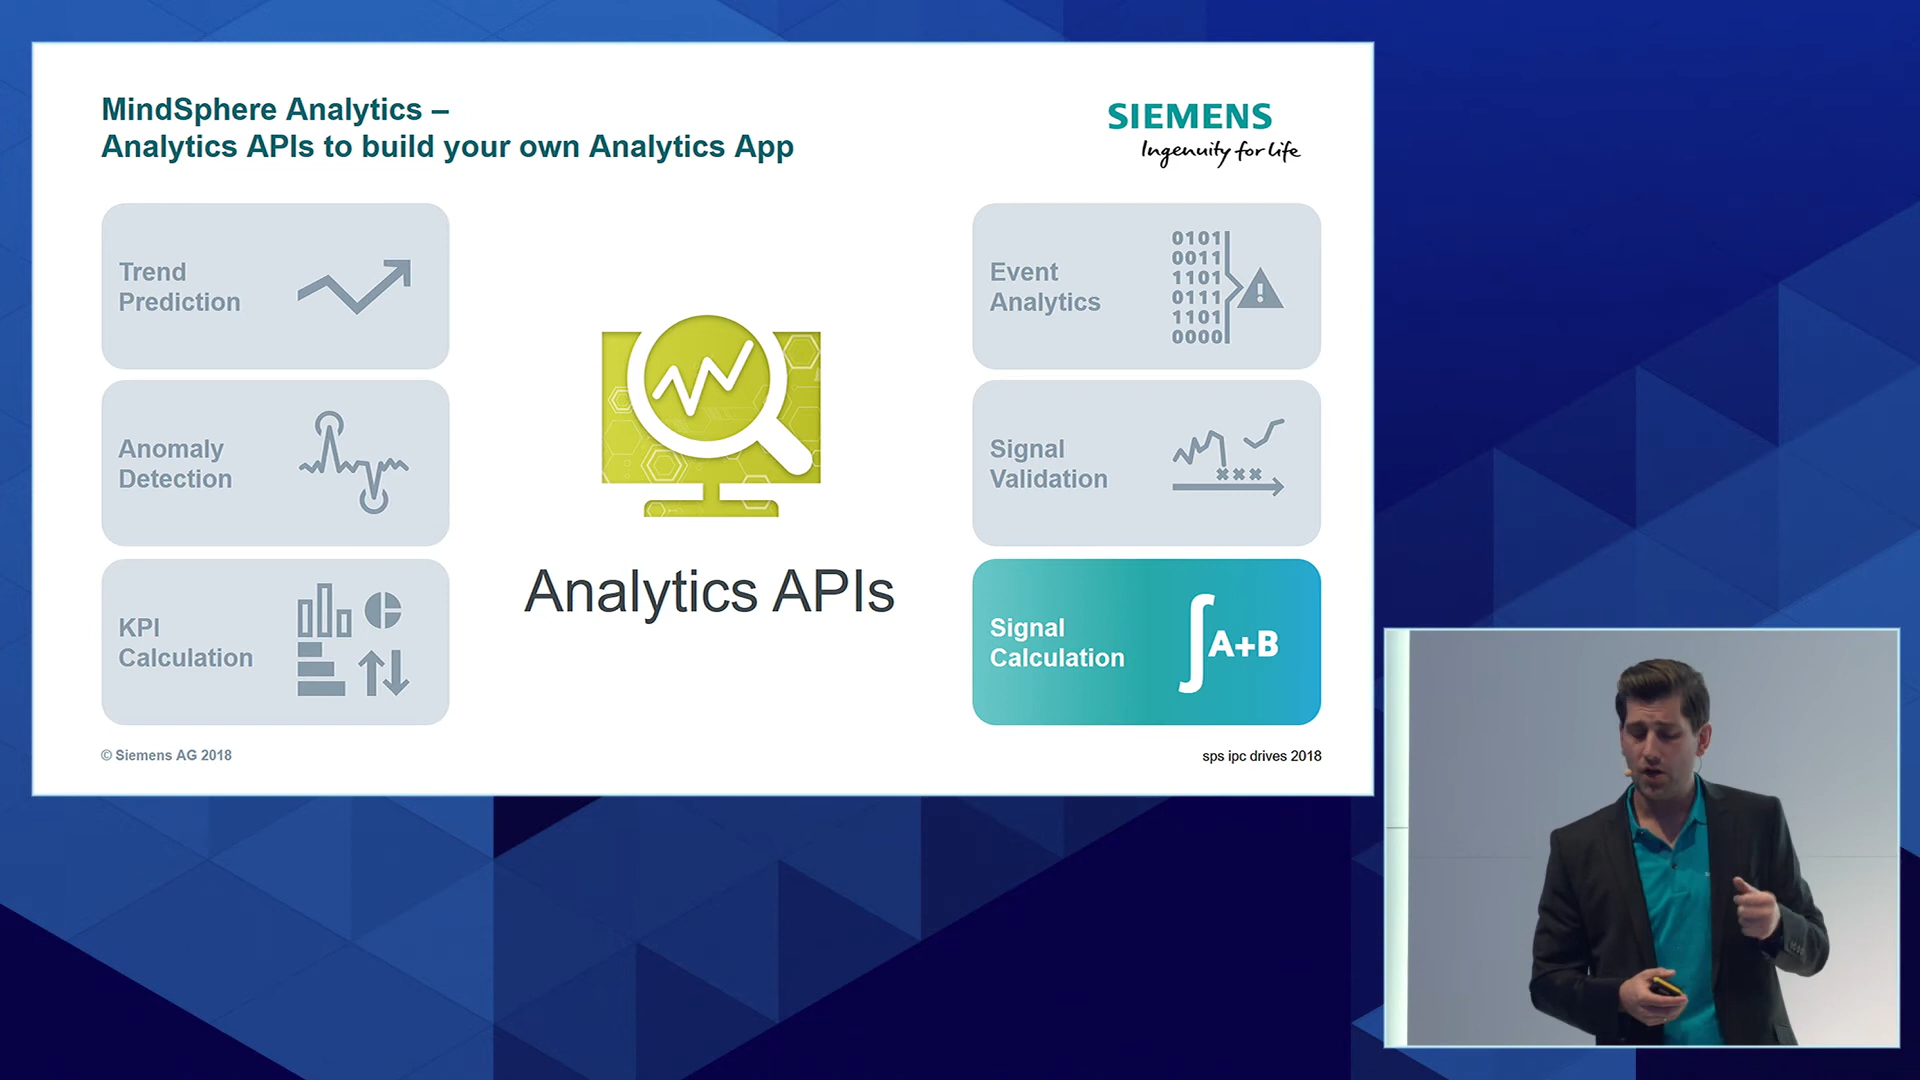 MindSphere Analytics –
Analytics APIs to build your own Analytics App
SIEMENS
Ingenuity for life
Trend
Prediction
Anomaly
Detection
KPI
Calculation
Analytics APIs
Event
Analytics
0101
0011
1101
0111
1101
0000
Signal
Validation
Signal
Calculation
∫A+B
© Siemens AG 2018
sps ipc drives 2018